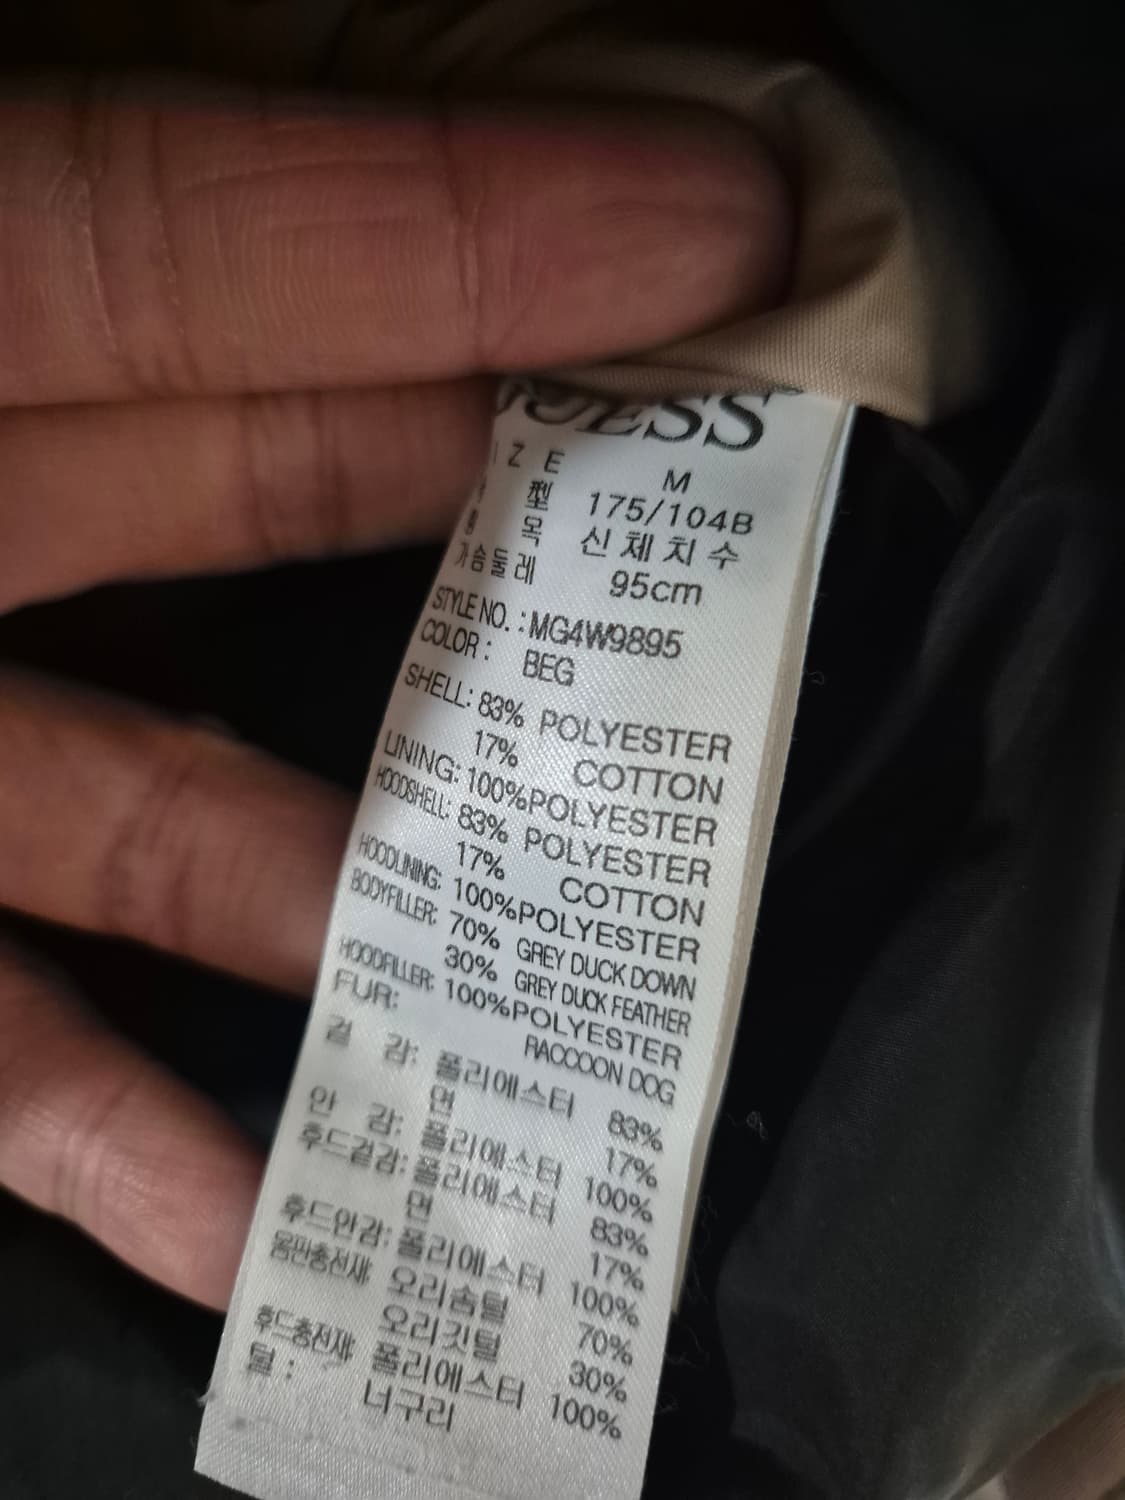 GUESS
SIZE M
型 175/104B
목 신체치수
가슴둘레 95cm
STYLE NO. : MG4W9895
COLOR : BEG
SHELL: 83% POLYESTER
17% COTTON
LINING: 100%POLYESTER
HOODSHELL: 83% POLYESTER
17% COTTON
HOODLINING: 100%POLYESTER
BODYFILLER: 70% GREY DUCK DOWN
30% GREY DUCK FEATHER
HOODFILLER: 100%POLYESTER
FUR: RACCOON DOG
겉 감: 폴리에스터 83%
면 17%
안 감: 폴리에스터 100%
후드겉감: 폴리에스터 83%
면 17%
후드안감: 폴리에스터 100%
몸판충전재: 오리솜털 70%
오리깃털 30%
후드충전재: 폴리에스터 100%
털 : 너구리